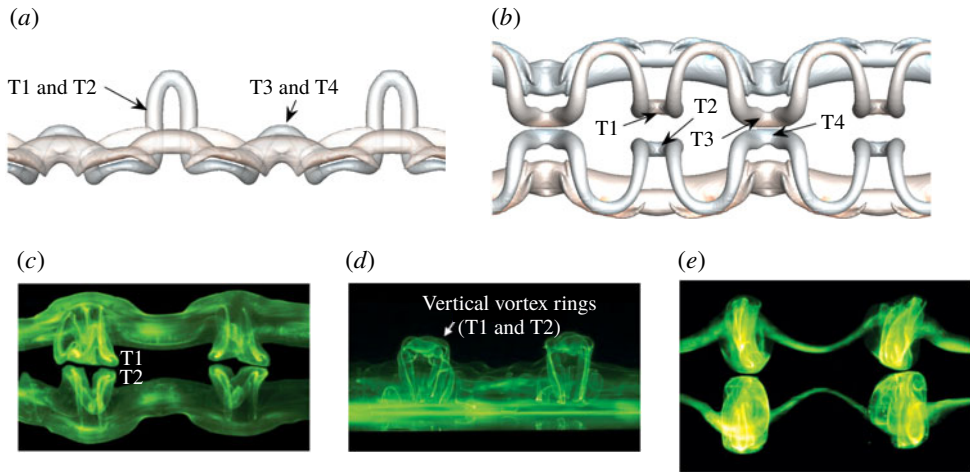 (a)
T1 and T2
T3 and T4
(b)
T2
T1
T3
T4
(c)
T1
T2
(d)
Vertical vortex rings
(T1 and T2)
(e)